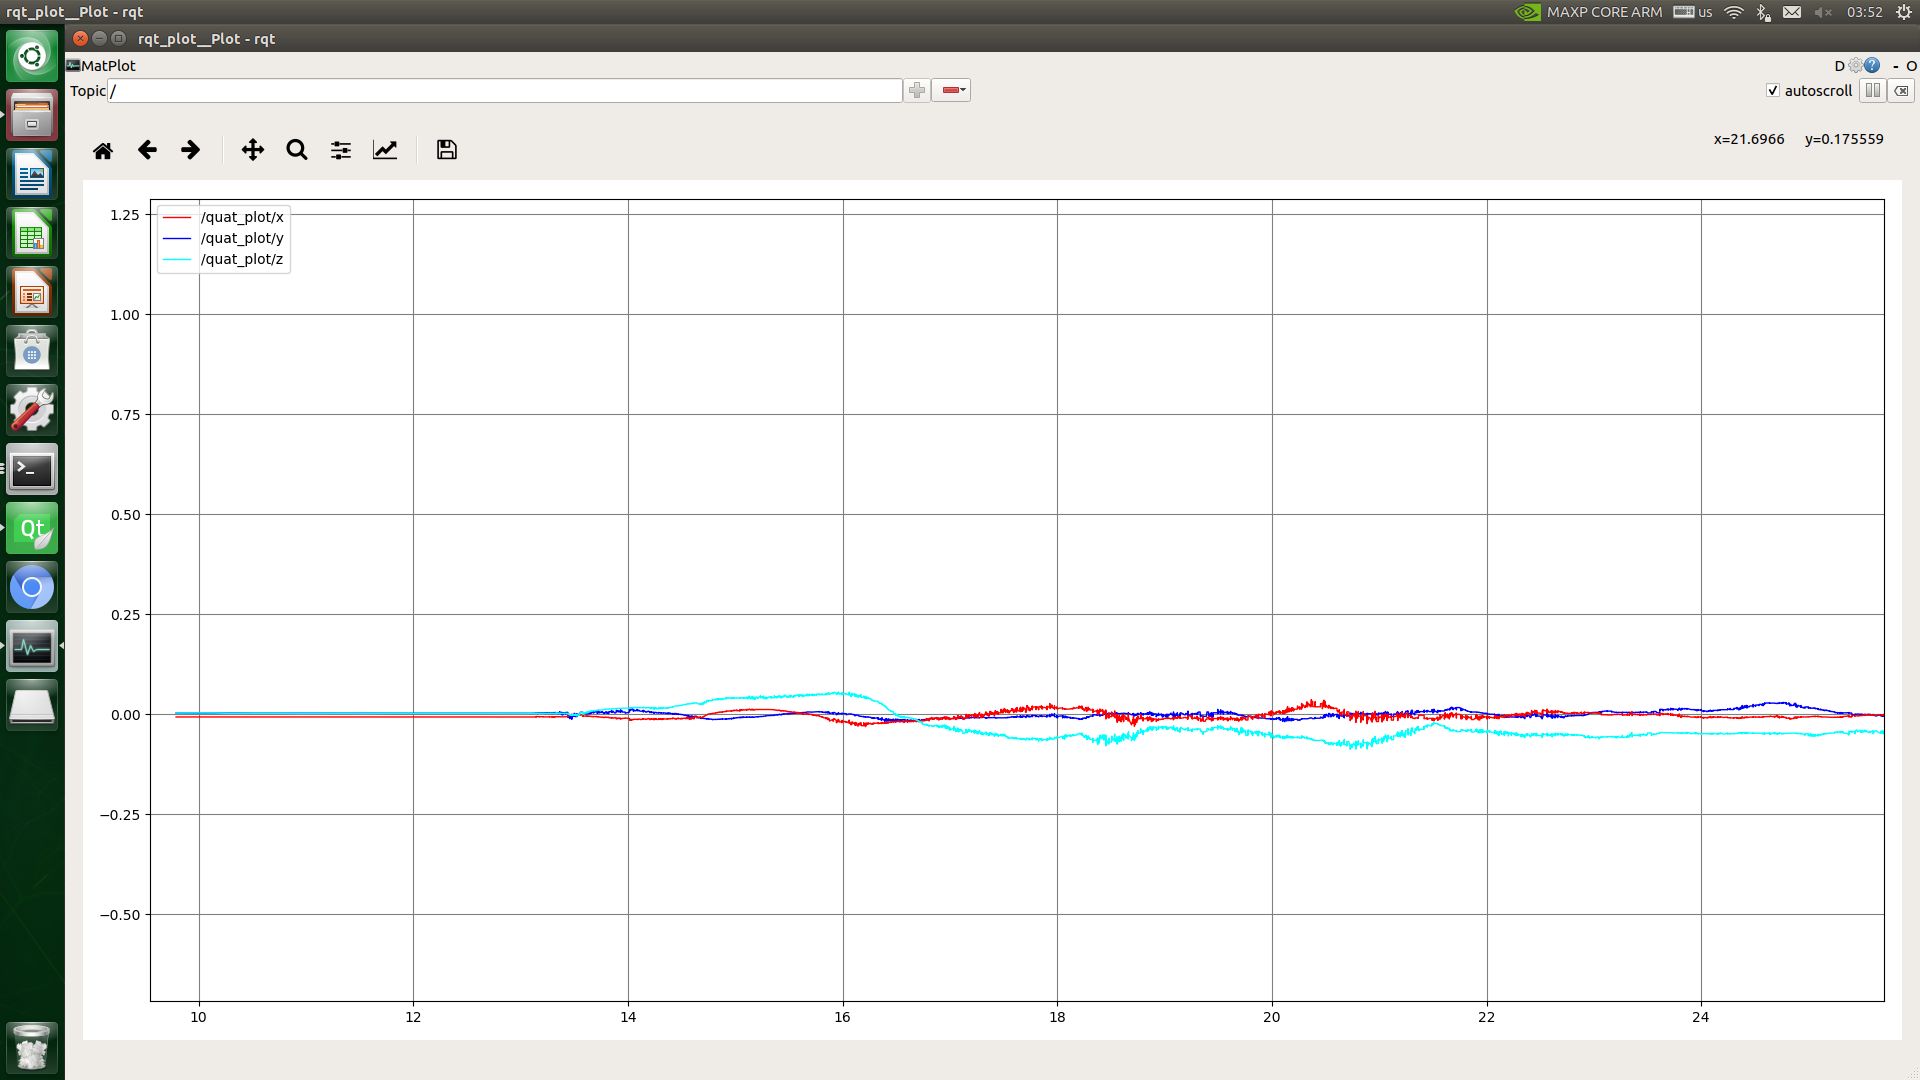 rqt_plot__Plot - rqt
MAXP CORE ARM us 03:52
rqt_plot__Plot - rqt
MatPlot D ? - O
Topic / autoscroll
x=21.6966 y=0.175559
/quat_plot/x
/quat_plot/y
/quat_plot/z
1.25
1.00
0.75
0.50
0.25
0.00
−0.25
−0.50
10 12 14 16 18 20 22 24
Qt